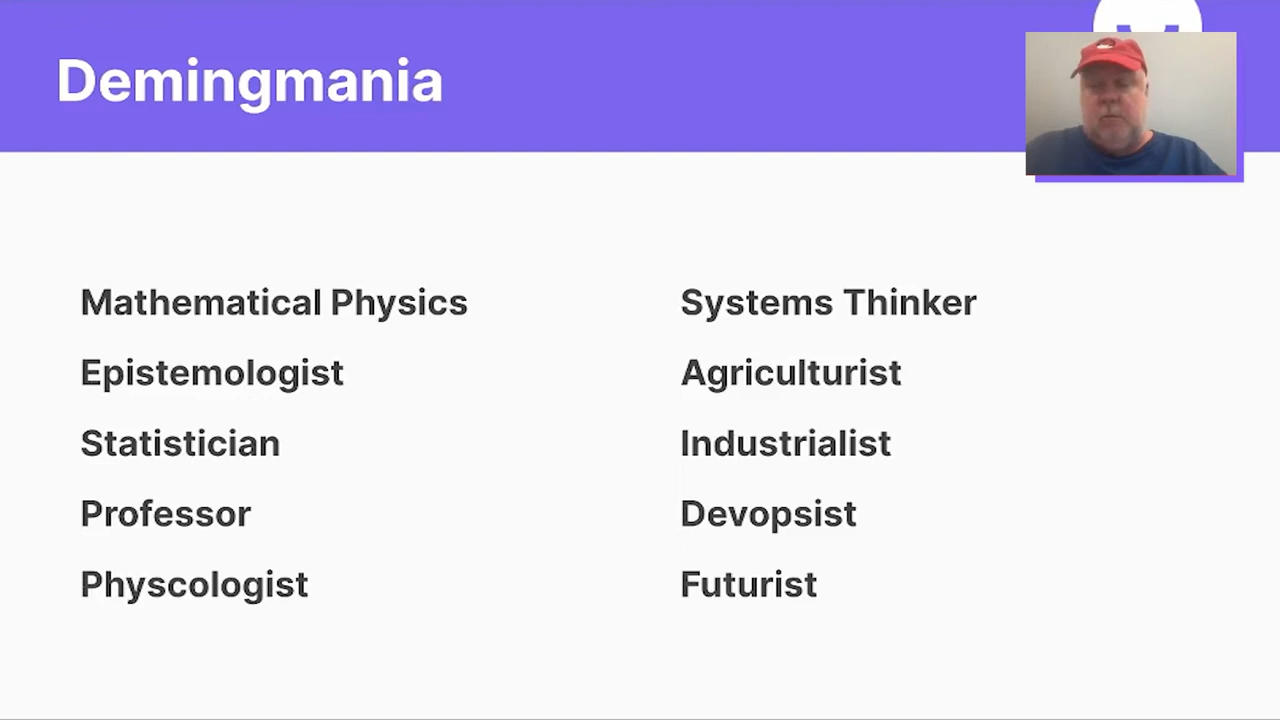 Demingmania
Mathematical Physics
Epistemologist
Statistician
Professor
Physcologist
Systems Thinker
Agriculturist
Industrialist
Devopsist
Futurist